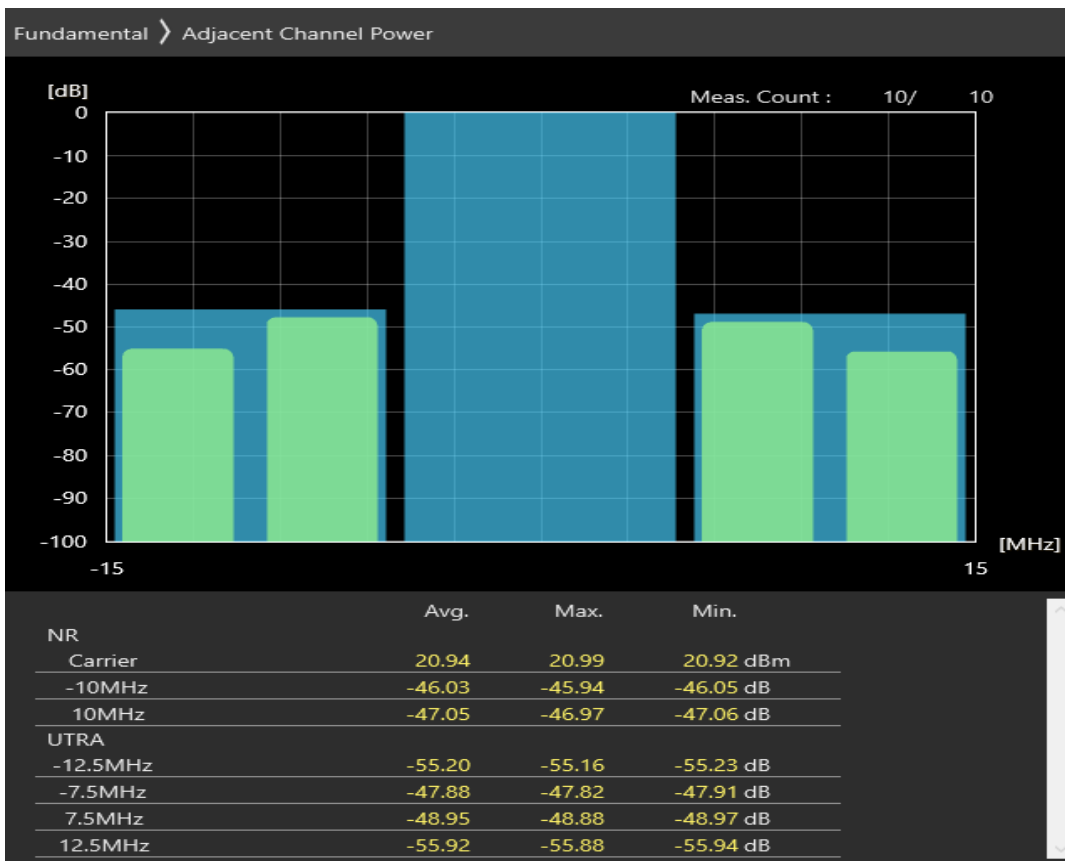 Fundamental 〉 Adjacent Channel Power
[dB]
Meas. Count : 10/ 10
0
-10
-20
-30
-40
-50
-60
-70
-80
-90
-100
[MHz]
-15 15
Avg. Max. Min.
NR
Carrier 20.94 20.99 20.92 dBm
-10MHz -46.03 -45.94 -46.05 dB
10MHz -47.05 -46.97 -47.06 dB
UTRA
-12.5MHz -55.20 -55.16 -55.23 dB
-7.5MHz -47.88 -47.82 -47.91 dB
7.5MHz -48.95 -48.88 -48.97 dB
12.5MHz -55.92 -55.88 -55.94 dB